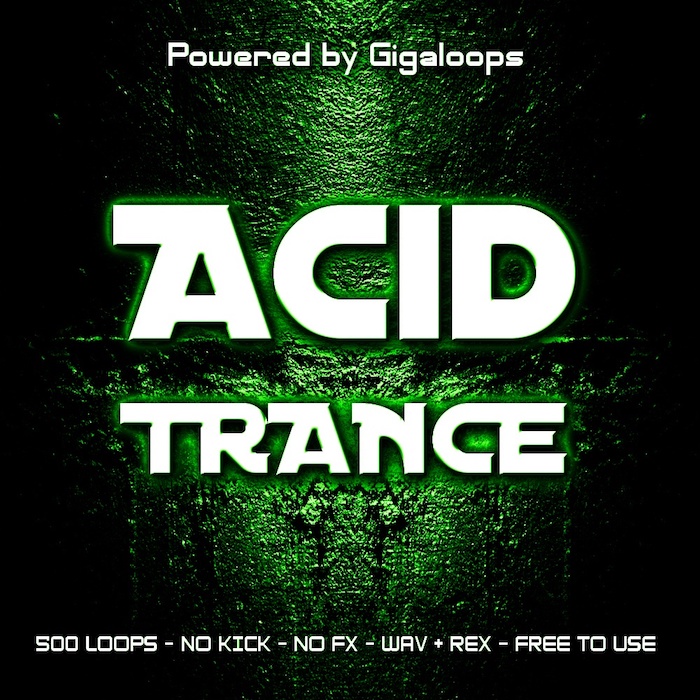 Powered by Gigaloops
ACID
TRANCE
500 LOOPS - NO KICK - NO FX - WAV + REX - FREE TO USE